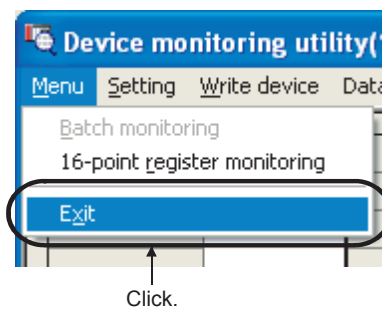 Device monitoring utility(
Menu Setting Write device Data
Batch monitoring
16-point register monitoring
Exit
Click.